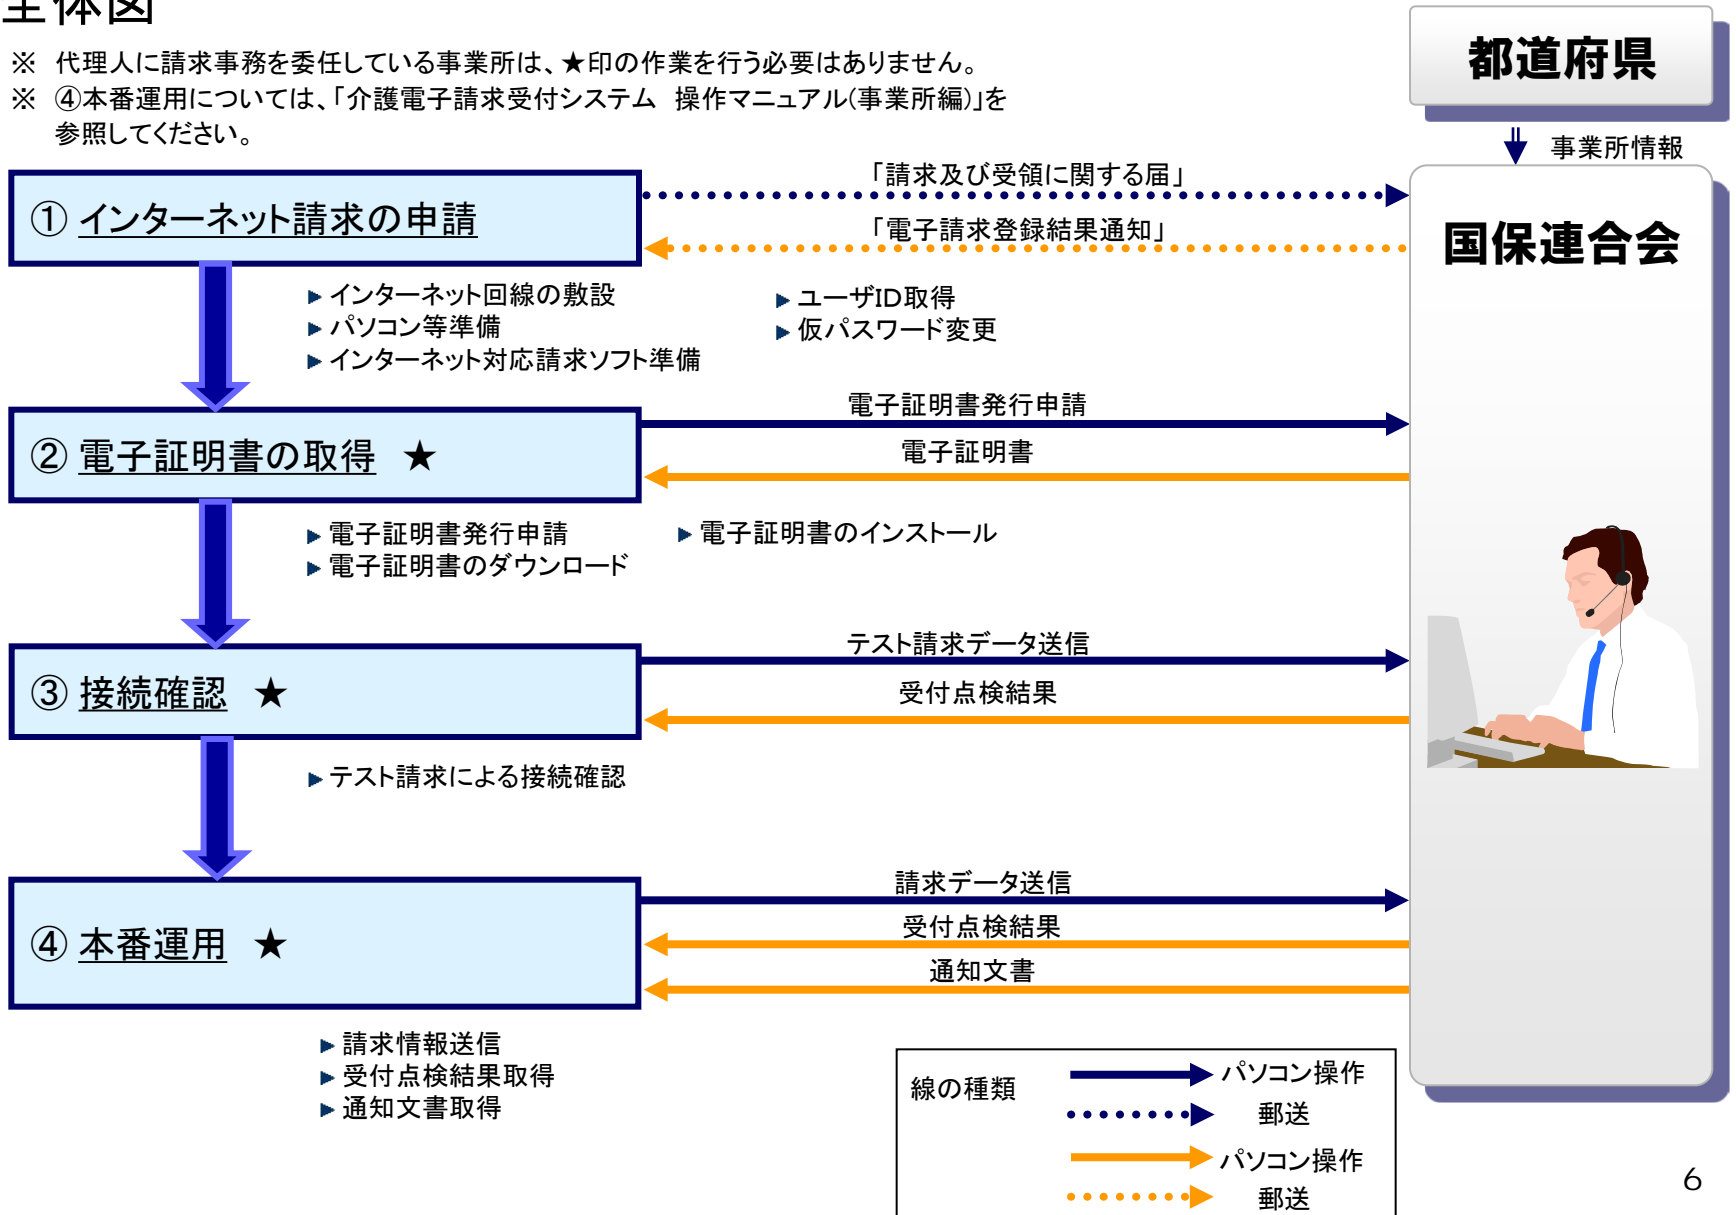 全体図
※ 代理人に請求事務を委任している事業所は、★印の作業を行う必要はありません。
※ ④本番運用については、「介護電子請求受付システム 操作マニュアル(事業所編)」を
参照してください。
都道府県
事業所情報
国保連合会
① インターネット請求の申請
「請求及び受領に関する届」
「電子請求登録結果通知」
インターネット回線の敷設
パソコン等準備
インターネット対応請求ソフト準備
ユーザID取得
仮パスワード変更
② 電子証明書の取得 ★
電子証明書発行申請
電子証明書
電子証明書発行申請
電子証明書のダウンロード
電子証明書のインストール
③ 接続確認 ★
テスト請求データ送信
受付点検結果
テスト請求による接続確認
④ 本番運用 ★
請求データ送信
受付点検結果
通知文書
請求情報送信
受付点検結果取得
通知文書取得
線の種類
パソコン操作
郵送
パソコン操作
郵送
6